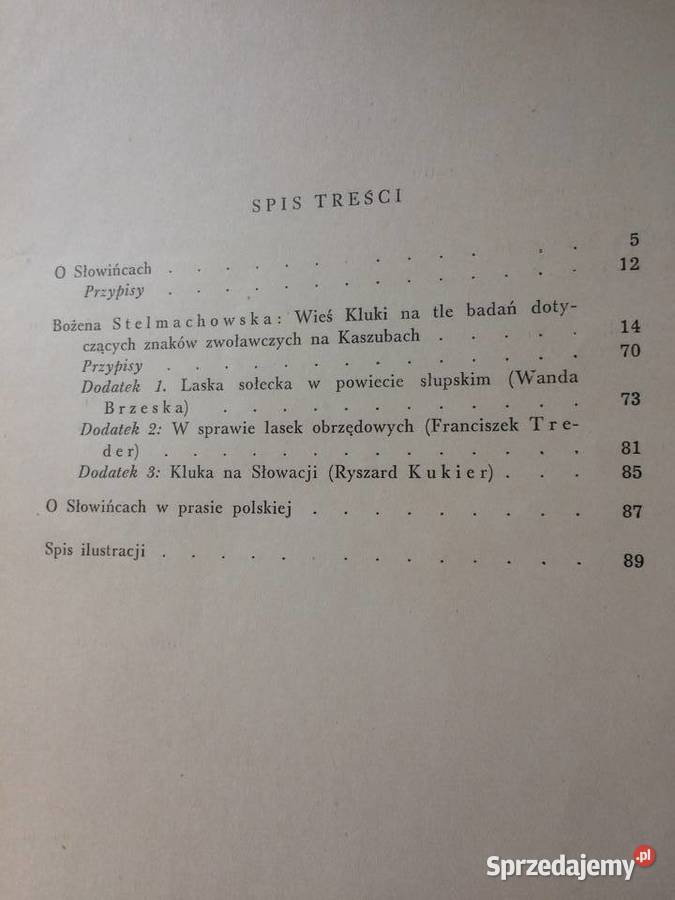 SPIS TREŚCI
O Słowińcach . . . . . . . . . . . . . . 5
Przypisy . . . . . . . . . . . . . . 12
Bożena Stelmachowska: Wieś Kluki na tle badań doty-
czących znaków zwoławczych na Kaszubach . . . . . 14
Przypisy . . . . . . . . . . . . . . 70
Dodatek 1. Laska sołecka w powiecie słupskim (Wanda
Brzeska) . . . . . . . . . . . . . 73
Dodatek 2: W sprawie lasek obrzędowych (Franciszek Tre-
der) . . . . . . . . . . . . . . . 81
Dodatek 3: Kluka na Słowacji (Ryszard Kukier) . . . 85
O Słowińcach w prasie polskiej . . . . . . . . . 87
Spis ilustracji . . . . . . . . . . . . . . 89
Sprzedajemy.pl